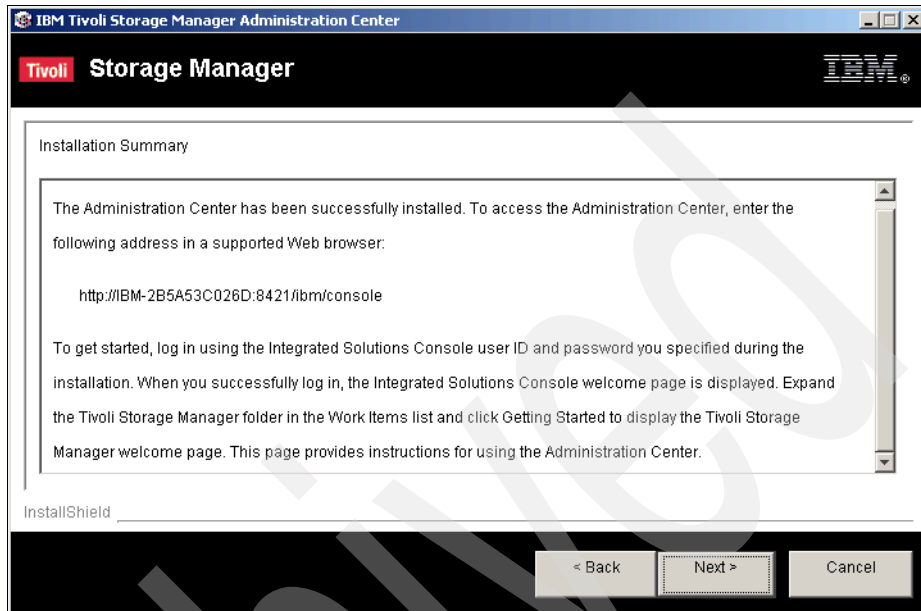 IBM Tivoli Storage Manager Administration Center
Tivoli Storage Manager IBM®
Installation Summary
The Administration Center has been successfully installed. To access the Administration Center, enter the
following address in a supported Web browser:
http://IBM-2B5A53C026D:8421/ibm/console
To get started, log in using the Integrated Solutions Console user ID and password you specified during the
installation. When you successfully log in, the Integrated Solutions Console welcome page is displayed. Expand
the Tivoli Storage Manager folder in the Work Items list and click Getting Started to display the Tivoli Storage
Manager welcome page. This page provides instructions for using the Administration Center.
InstallShield
< Back Next > Cancel